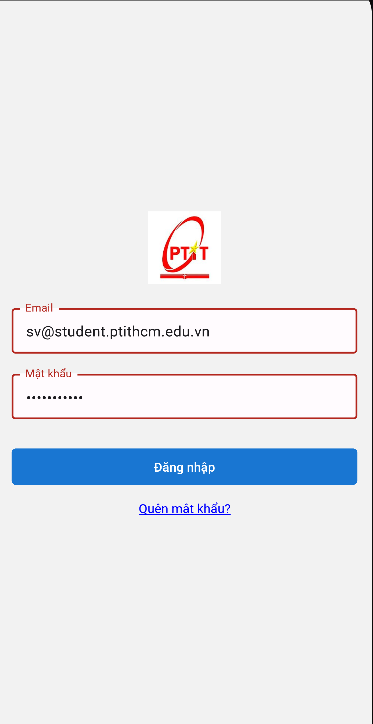 PTIT
Email
sv@student.ptithcm.edu.vn
Mật khẩu
•••••••••••
Đăng nhập
Quên mật khẩu?